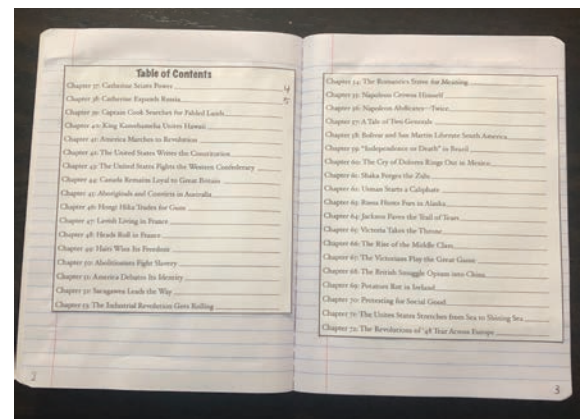 Table of Contents
Chapter 37: Catherine Seizes Power 4
Chapter 38: Catherine Expands Russia 5
Chapter 39: Captain Cook Searches for Fabled Lands
Chapter 40: King Kamehameha Unites Hawaii
Chapter 41: America Marches to Revolution
Chapter 42: The United States Writes the Constitution
Chapter 43: The United States Fights the Western Confederacy
Chapter 44: Canada Remains Loyal to Great Britain
Chapter 45: Aboriginals and Convicts in Australia
Chapter 46: Hongi Hika Trades for Guns
Chapter 47: Lavish Living in France
Chapter 48: Heads Roll in France
Chapter 49: Haiti Wins Its Freedom
Chapter 50: Abolitionists Fight Slavery
Chapter 51: America Debates Its Identity
Chapter 52: Sacagawea Leads the Way
Chapter 53: The Industrial Revolution Gets Rolling
2
Chapter 54: The Romantics Strive for Meaning
Chapter 55: Napoleon Crowns Himself
Chapter 56: Napoleon Abdicates—Twice
Chapter 57: A Tale of Two Generals
Chapter 58: Bolivar and San Martin Liberate South America
Chapter 59: "Independence or Death" in Brazil
Chapter 60: The Cry of Dolores Rings Out in Mexico
Chapter 61: Shaka Forges the Zulu
Chapter 62: Usman Starts a Caliphate
Chapter 63: Russia Hunts Furs in Alaska
Chapter 64: Jackson Paves the Trail of Tears
Chapter 65: Victoria Takes the Throne
Chapter 66: The Rise of the Middle Class
Chapter 67: The Victorians Play the Great Game
Chapter 68: The British Smuggle Opium into China
Chapter 69: Potatoes Rot in Ireland
Chapter 70: Protesting for Social Good
Chapter 71: The Unites States Stretches from Sea to Shining Sea
Chapter 72: The Revolutions of '48 Tear Across Europe
3